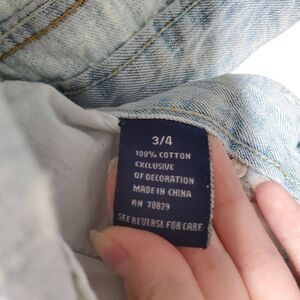 3/4
100% COTTON
EXCLUSIVE
OF DECORATION
MADE IN CHINA
RN 70829
SEE REVERSE FOR CARE